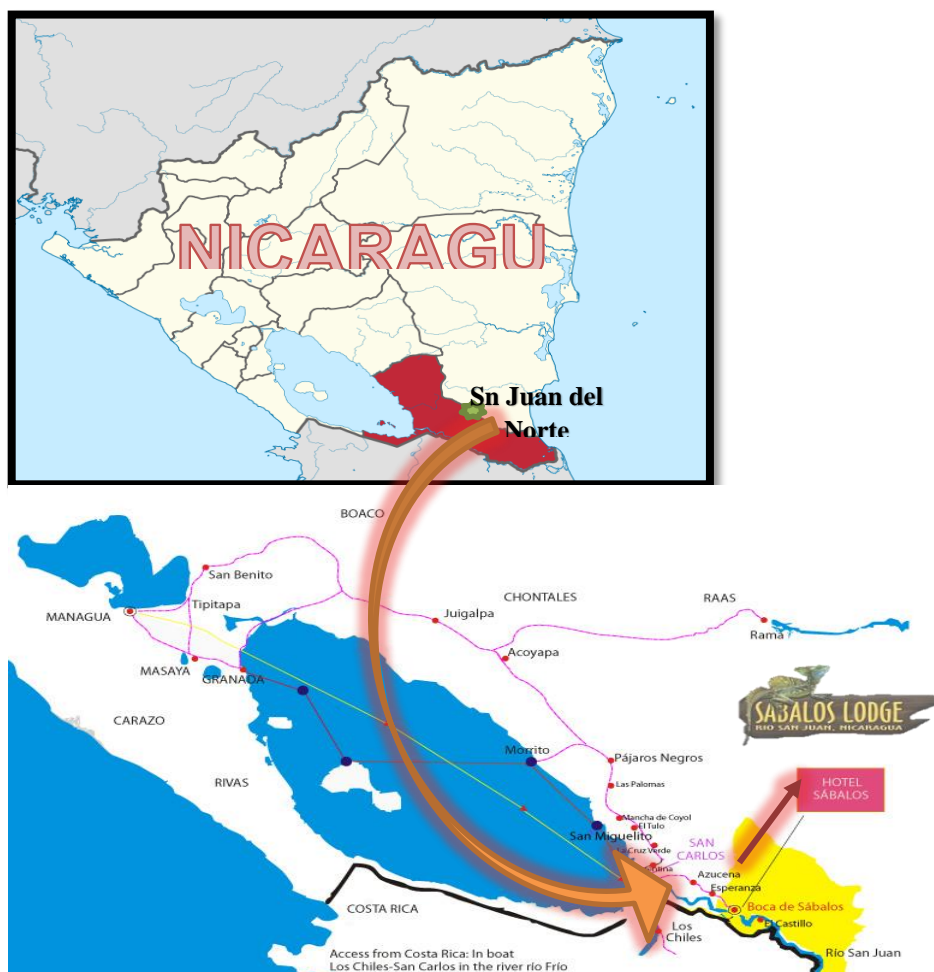 NICARAGU
Sn Juan del
Norte
BOACO
San Benito
CHONTALES
RAAS
MANAGUA
Tipitapa
Juigalpa
Rama
Acoyapa
MASAYA
GRANADA
SABALOS LODGE
RIO SAN JUAN, NICARAGUA
CARAZO
Morrito
Pájaros Negros
RIVAS
HOTEL
SÁBALOS
Las Palomas
Mancha de Coyol
El Tulo
San Miguelito
SAN
CARLOS
Cruz Verde
Azucena
Esperanza
Boca de Sábalos
COSTA RICA
El Castillo
Los
Chiles
Río San Juan
Access from Costa Rica: In boat
Los Chiles-San Carlos in the river río Frío